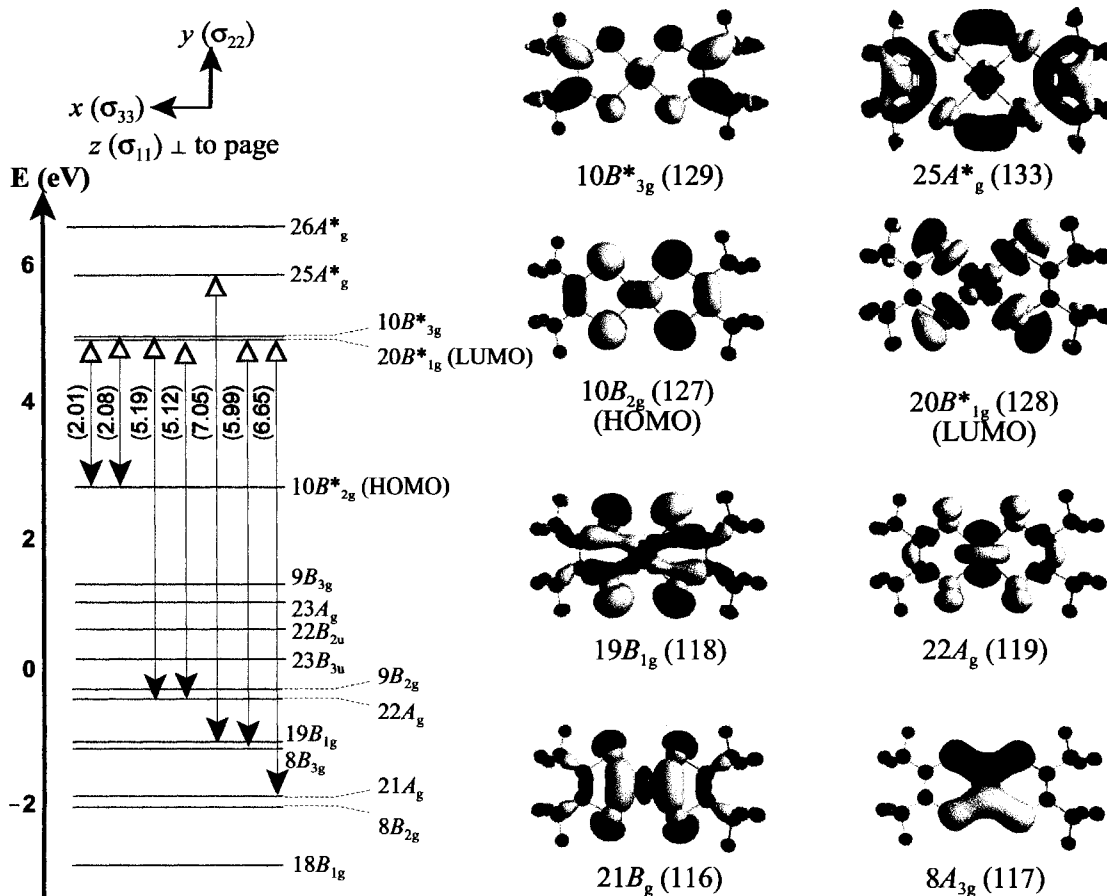 y (σ₂₂)
x (σ₃₃)
z (σ₁₁) ⊥ to page
E (eV)
6
4
2
0
−2
26A*g
25A*g
10B*3g
20B*1g (LUMO)
(2.01)
(2.08)
(5.19)
(5.12)
(7.05)
(5.99)
(6.65)
10B*2g (HOMO)
9B3g
23Ag
22B2u
23B3u
9B2g
22Ag
19B1g
8B3g
21Ag
8B2g
18B1g
10B*3g (129)
25A*g (133)
10B2g (127)
(HOMO)
20B*1g (128)
(LUMO)
19B1g (118)
22Ag (119)
21Bg (116)
8A3g (117)